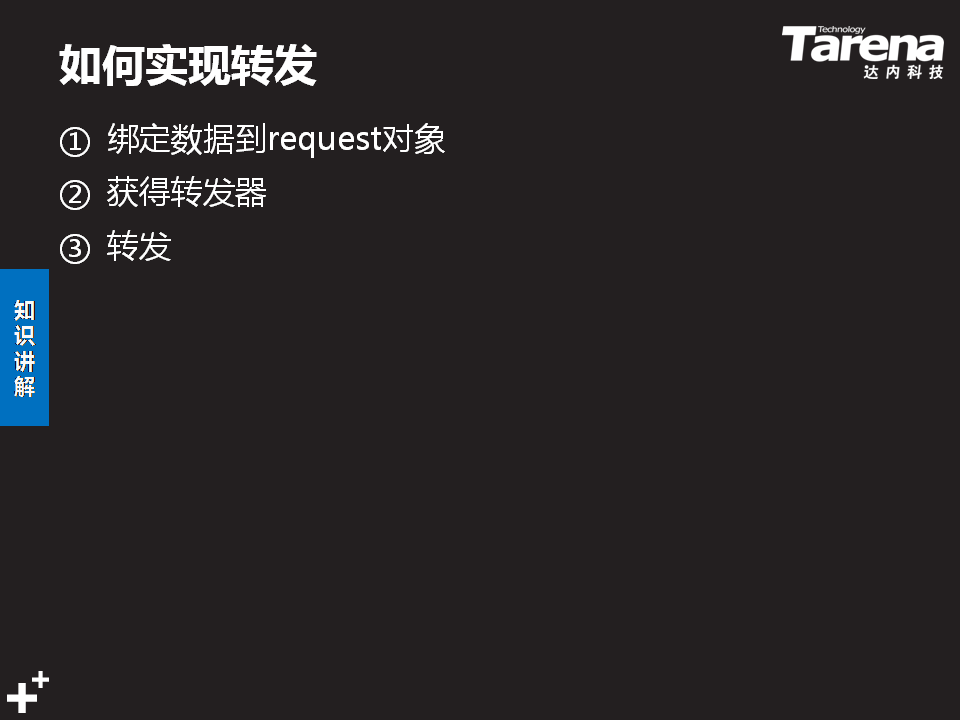 如何实现转发
Technology
Tarena
达内科技
① 绑定数据到request对象
② 获得转发器
③ 转发
知识讲解